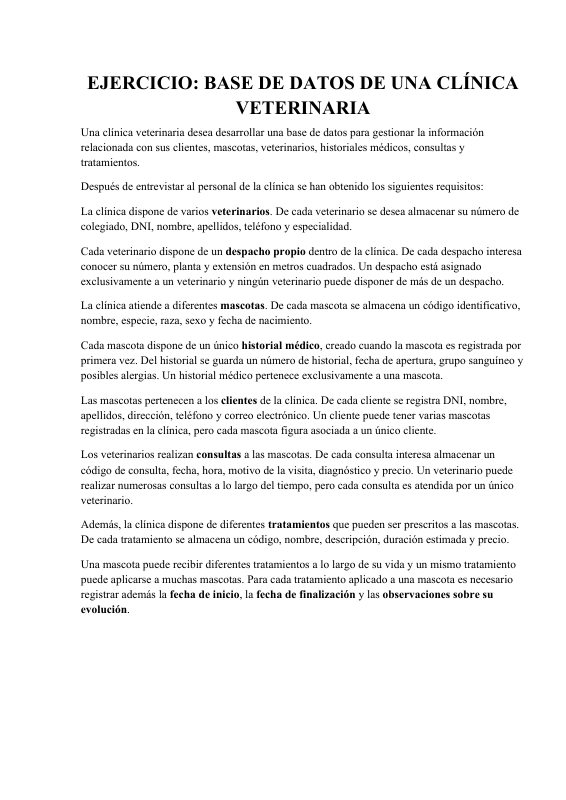 EJERCICIO: BASE DE DATOS DE UNA CLÍNICA
VETERINARIA
Una clínica veterinaria desea desarrollar una base de datos para gestionar la información
relacionada con sus clientes, mascotas, veterinarios, historiales médicos, consultas y
tratamientos.
Después de entrevistar al personal de la clínica se han obtenido los siguientes requisitos:
La clínica dispone de varios veterinarios. De cada veterinario se desea almacenar su número de
colegiado, DNI, nombre, apellidos, teléfono y especialidad.
Cada veterinario dispone de un despacho propio dentro de la clínica. De cada despacho interesa
conocer su número, planta y extensión en metros cuadrados. Un despacho está asignado
exclusivamente a un veterinario y ningún veterinario puede disponer de más de un despacho.
La clínica atiende a diferentes mascotas. De cada mascota se almacena un código identificativo,
nombre, especie, raza, sexo y fecha de nacimiento.
Cada mascota dispone de un único historial médico, creado cuando la mascota es registrada por
primera vez. Del historial se guarda un número de historial, fecha de apertura, grupo sanguíneo y
posibles alergias. Un historial médico pertenece exclusivamente a una mascota.
Las mascotas pertenecen a los clientes de la clínica. De cada cliente se registra DNI, nombre,
apellidos, dirección, teléfono y correo electrónico. Un cliente puede tener varias mascotas
registradas en la clínica, pero cada mascota figura asociada a un único cliente.
Los veterinarios realizan consultas a las mascotas. De cada consulta interesa almacenar un
código de consulta, fecha, hora, motivo de la visita, diagnóstico y precio. Un veterinario puede
realizar numerosas consultas a lo largo del tiempo, pero cada consulta es atendida por un único
veterinario.
Además, la clínica dispone de diferentes tratamientos que pueden ser prescritos a las mascotas.
De cada tratamiento se almacena un código, nombre, descripción, duración estimada y precio.
Una mascota puede recibir diferentes tratamientos a lo largo de su vida y un mismo tratamiento
puede aplicarse a muchas mascotas. Para cada tratamiento aplicado a una mascota es necesario
registrar además la fecha de inicio, la fecha de finalización y las observaciones sobre su
evolución.